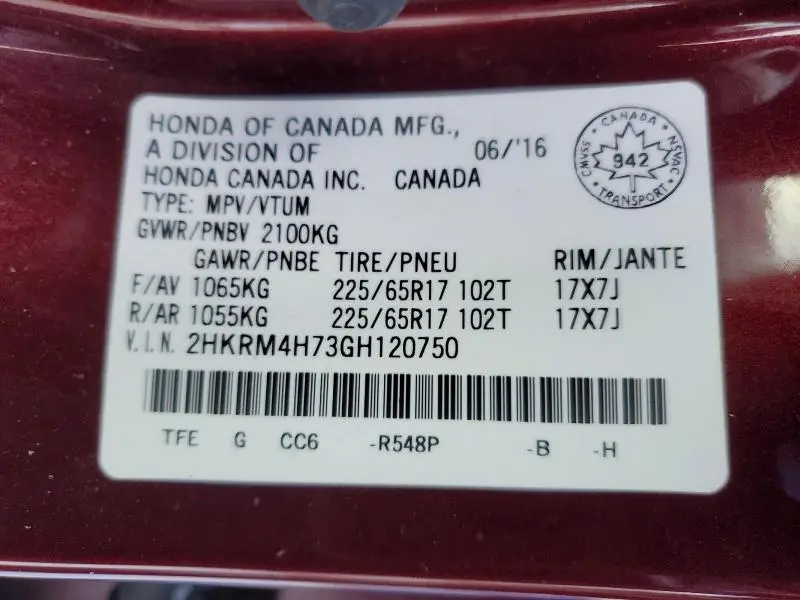 HONDA OF CANADA MFG.,
A DIVISION OF 06/'16
HONDA CANADA INC. CANADA
TYPE: MPV/VTUM
GVWR/PNBV 2100KG
GAWR/PNBE TIRE/PNEU RIM/JANTE
F/AV 1065KG 225/65R17 102T 17X7J
R/AR 1055KG 225/65R17 102T 17X7J
V.I.N. 2HKRM4H73GH120750
TFE G CC6 -R548P -B -H
CANADA
CMVSS 942 NSVAC
TRANSPORT